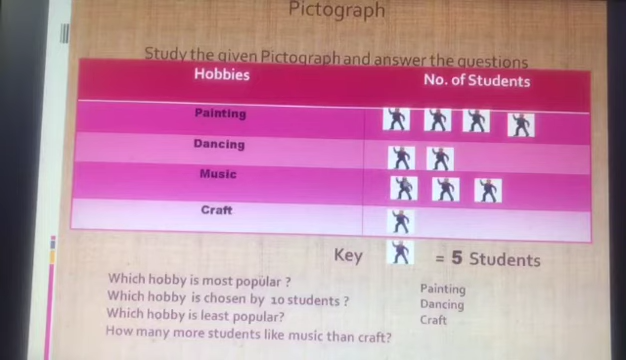 Pictograph
Study the given Pictograph and answer the questions
Hobbies No. of Students
Painting
Dancing
Music
Craft
Key = 5 Students
Which hobby is most popular ? Painting
Which hobby is chosen by 10 students ? Dancing
Which hobby is least popular? Craft
How many more students like music than craft?